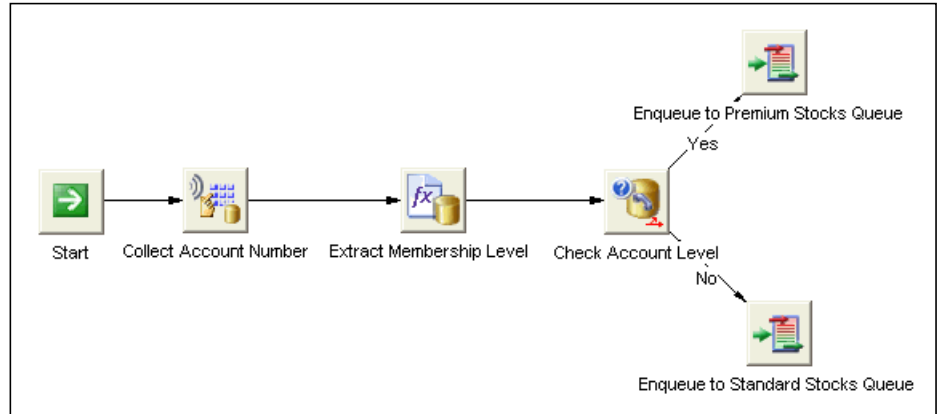 Enqueue to Premium Stocks Queue
Yes
Start
Collect Account Number
fx
Extract Membership Level
?
Check Account Level
No
Enqueue to Standard Stocks Queue